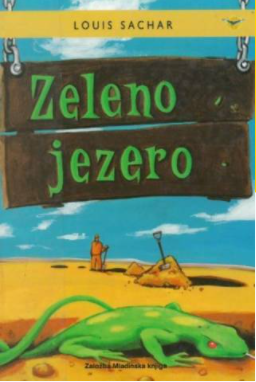 LOUIS SACHAR
Zeleno
jezero
Založba Mladinska knjiga